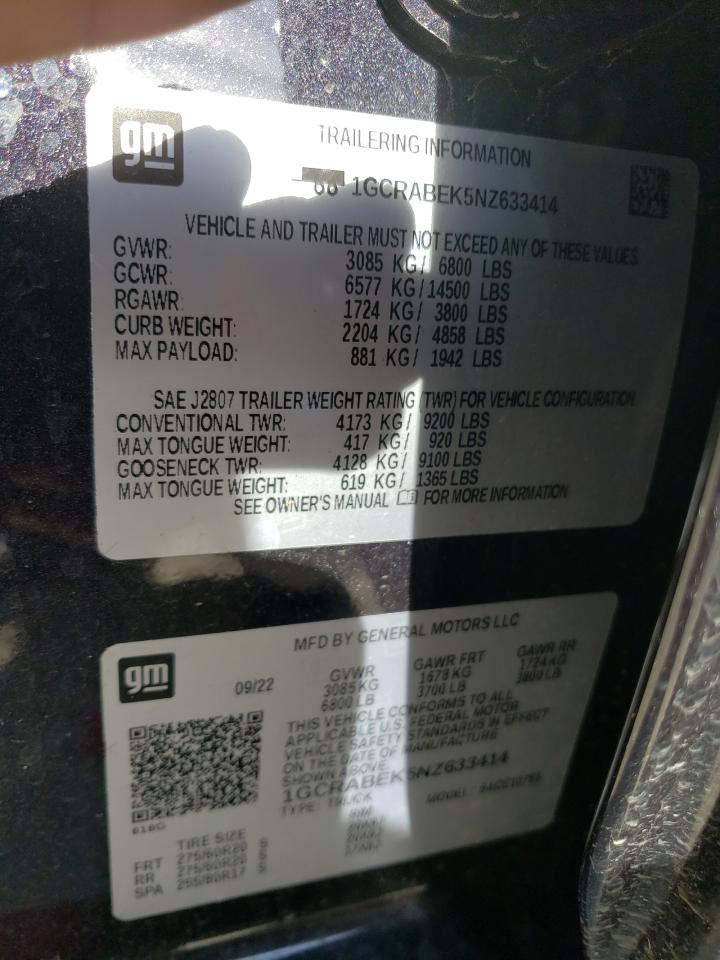 gm
TRAILERING INFORMATION
1GCRABEK5NZ633414
VEHICLE AND TRAILER MUST NOT EXCEED ANY OF THESE VALUES.
GVWR: 3085 KG/ 6800 LBS
GCWR: 6577 KG/14500 LBS
RGAWR: 1724 KG/ 3800 LBS
CURB WEIGHT: 2204 KG/ 4858 LBS
MAX PAYLOAD: 881 KG/ 1942 LBS
SAE J2807 TRAILER WEIGHT RATING (TWR) FOR VEHICLE CONFIGURATION
CONVENTIONAL TWR: 4173 KG/ 9200 LBS
MAX TONGUE WEIGHT: 417 KG/ 920 LBS
GOOSENECK TWR: 4128 KG/ 9100 LBS
MAX TONGUE WEIGHT: 619 KG/ 1365 LBS
SEE OWNER'S MANUAL FOR MORE INFORMATION
gm
MFD BY GENERAL MOTORS LLC
09/22 GVWR GAWR FRT GAWR RR
3085KG 1678 KG 1724 KG
6800 LB 3700 LB 3800 LB
THIS VEHICLE CONFORMS TO ALL
APPLICABLE U.S. FEDERAL MOTOR
VEHICLE SAFETY STANDARDS IN EFFECT
ON THE DATE OF MANUFACTURE
SHOWN ABOVE.
1GCRABEK5NZ633414
TYPE: TRUCK MODEL:
TIRE SIZE
FRT 275/60R20 S
RR 275/60R20 S
SPA 255/80R17 S